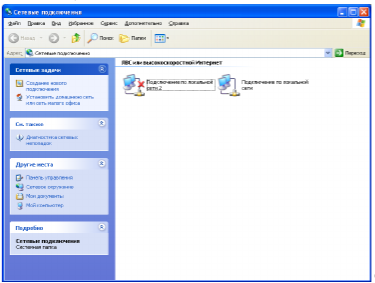 Сетевые подключения
Файл Правка Вид Избранное Сервис Дополнительно Справка
Назад Поиск Папки
Адрес: Сетевые подключения Переход
Сетевые задачи
Создание нового
подключения
Установить домашнюю сеть
или сеть малого офиса
См. также
Диагностика сетевых
неполадок
Другие места
Панель управления
Сетевое окружение
Мои документы
Мой компьютер
Подробно
Сетевые подключения
Системная папка
ЛВС или высокоскоростной Интернет
Подключение по локальной
сети 2
Подключение по локальной
сети